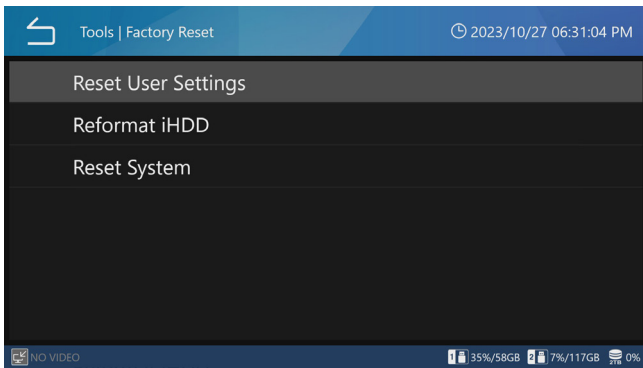 Tools | Factory Reset
2023/10/27 06:31:04 PM
Reset User Settings
Reformat iHDD
Reset System
NO VIDEO
1 35%/58GB 2 7%/117GB 2TB 0%